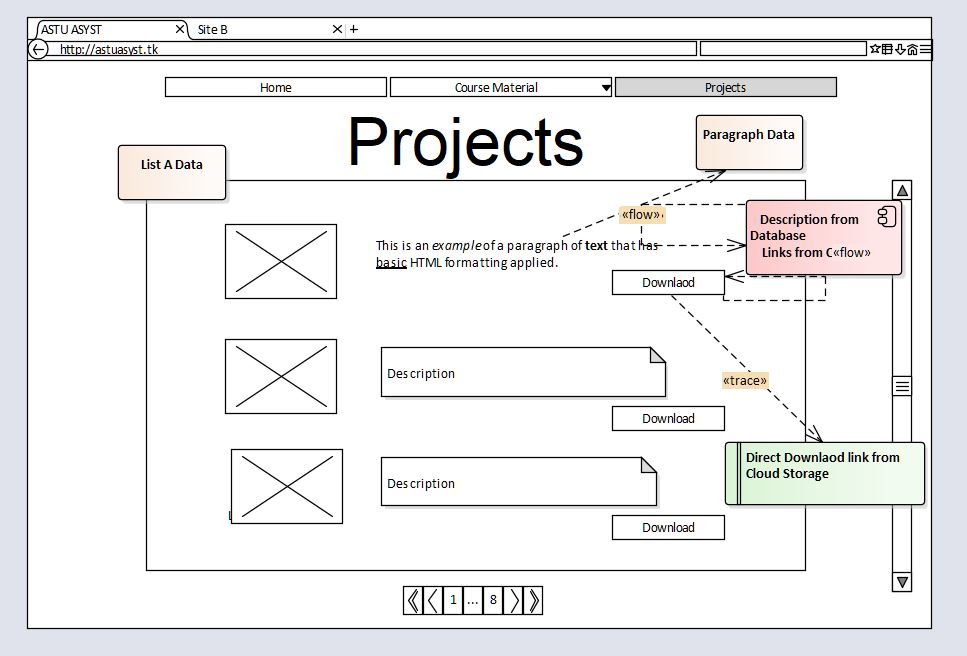 ASTU ASYST
Site B
http://astuasyst.tk
Home
Course Material
Projects
Projects
Paragraph Data
List A Data
«flow»
Description from
Database
Links from C
«flow»
This is an example of a paragraph of text that has
basic HTML formatting applied.
Downlaod
Description
«trace»
Download
Direct Downlaod link from
Cloud Storage
Description
Download
1 ... 8